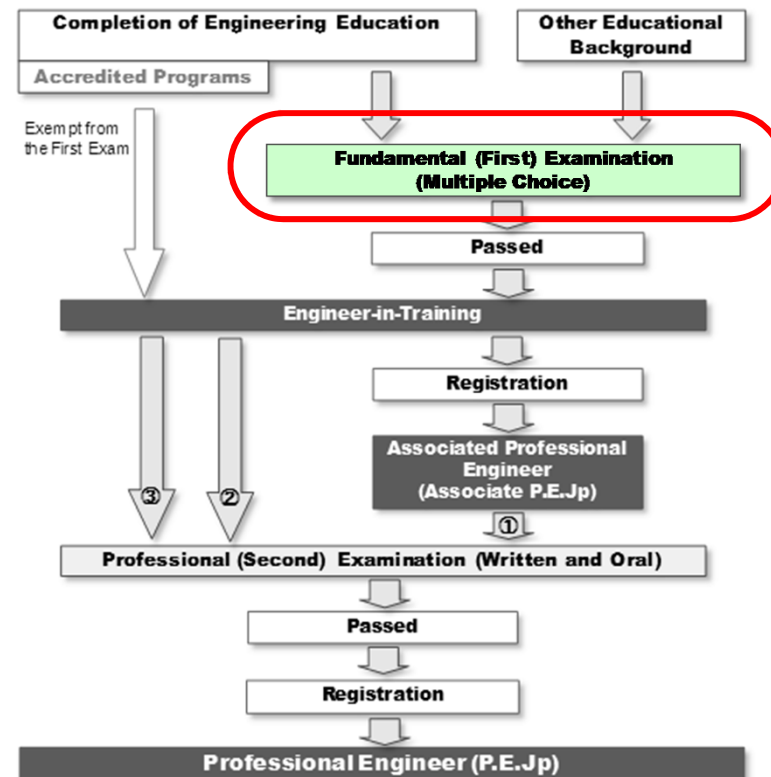 Completion of Engineering Education
Other Educational
Background
Accredited Programs
Exempt from
the First Exam
Fundamental (First) Examination
(Multiple Choice)
Passed
Engineer-in-Training
Registration
Associated Professional
Engineer
(Associate P.E.Jp)
③
②
①
Professional (Second) Examination (Written and Oral)
Passed
Registration
Professional Engineer (P.E.Jp)